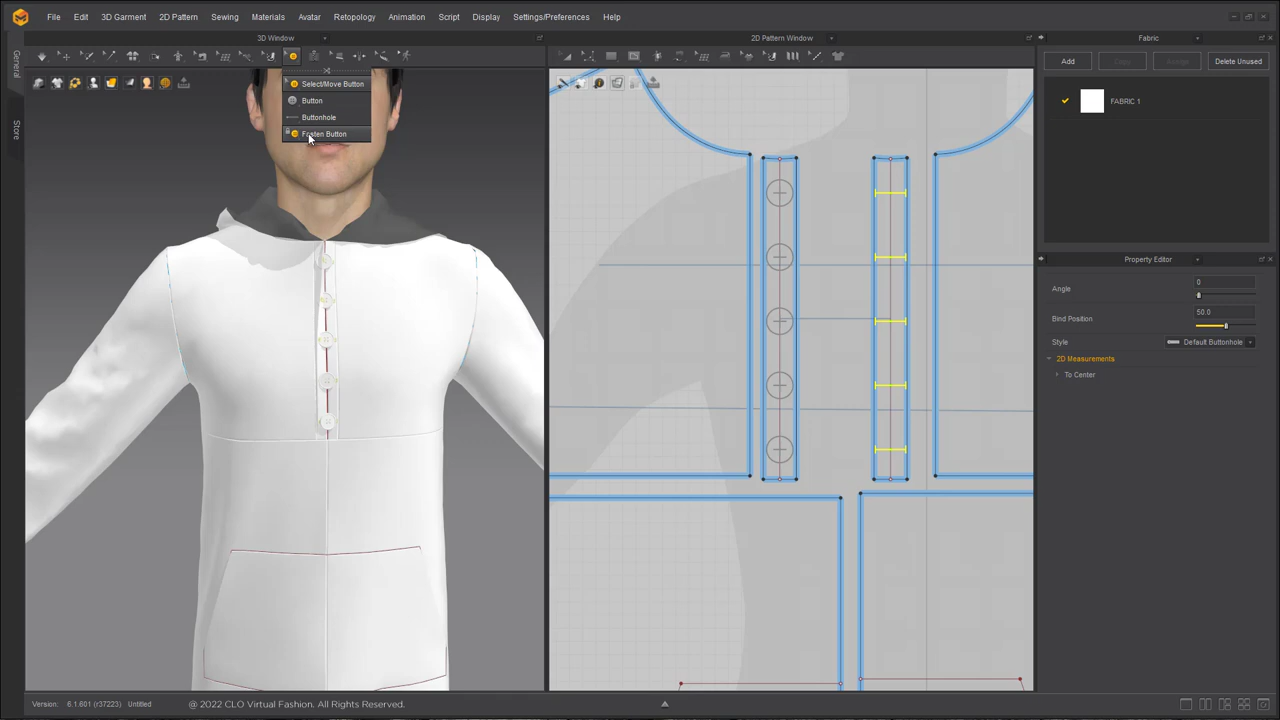 File Edit 3D Garment 2D Pattern Sewing Materials Avatar Retopology Animation Script Display Settings/Preferences Help
3D Window 2D Pattern Window Fabric
General
Store
Select/Move Button
Button
Buttonhole
Fasten Button
Add Copy Assign Delete Unused
FABRIC 1
Property Editor
Angle 0
Bind Position 50.0
Style Default Buttonhole
2D Measurements
To Center
Version: 6.1.601 (r37223) Untitled @ 2022 CLO Virtual Fashion. All Rights Reserved.